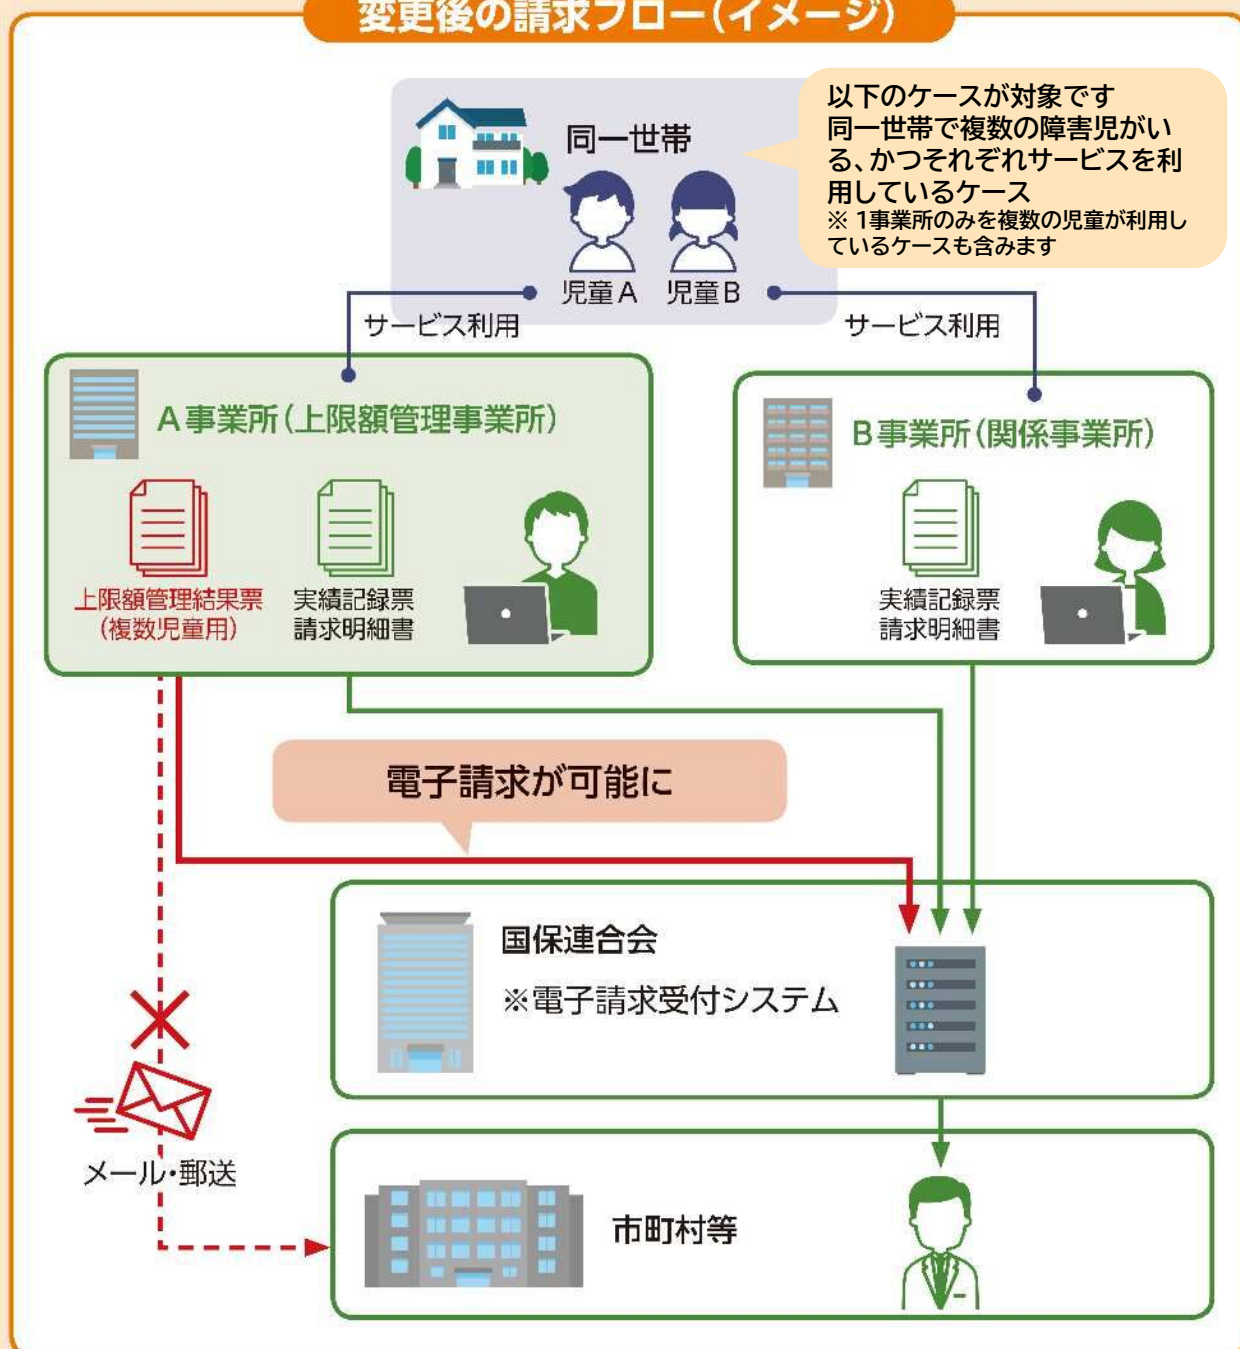 変更後の請求フロー(イメージ)
以下のケースが対象です
同一世帯で複数の障害児がい
る、かつそれぞれサービスを利
用しているケース
※ 1事業所のみを複数の児童が利用し
ているケースも含みます
同一世帯
児童A 児童B
サービス利用
サービス利用
A事業所(上限額管理事業所)
上限額管理結果票
(複数児童用)
実績記録票
請求明細書
B事業所(関係事業所)
実績記録票
請求明細書
電子請求が可能に
国保連合会
※電子請求受付システム
メール・郵送
市町村等